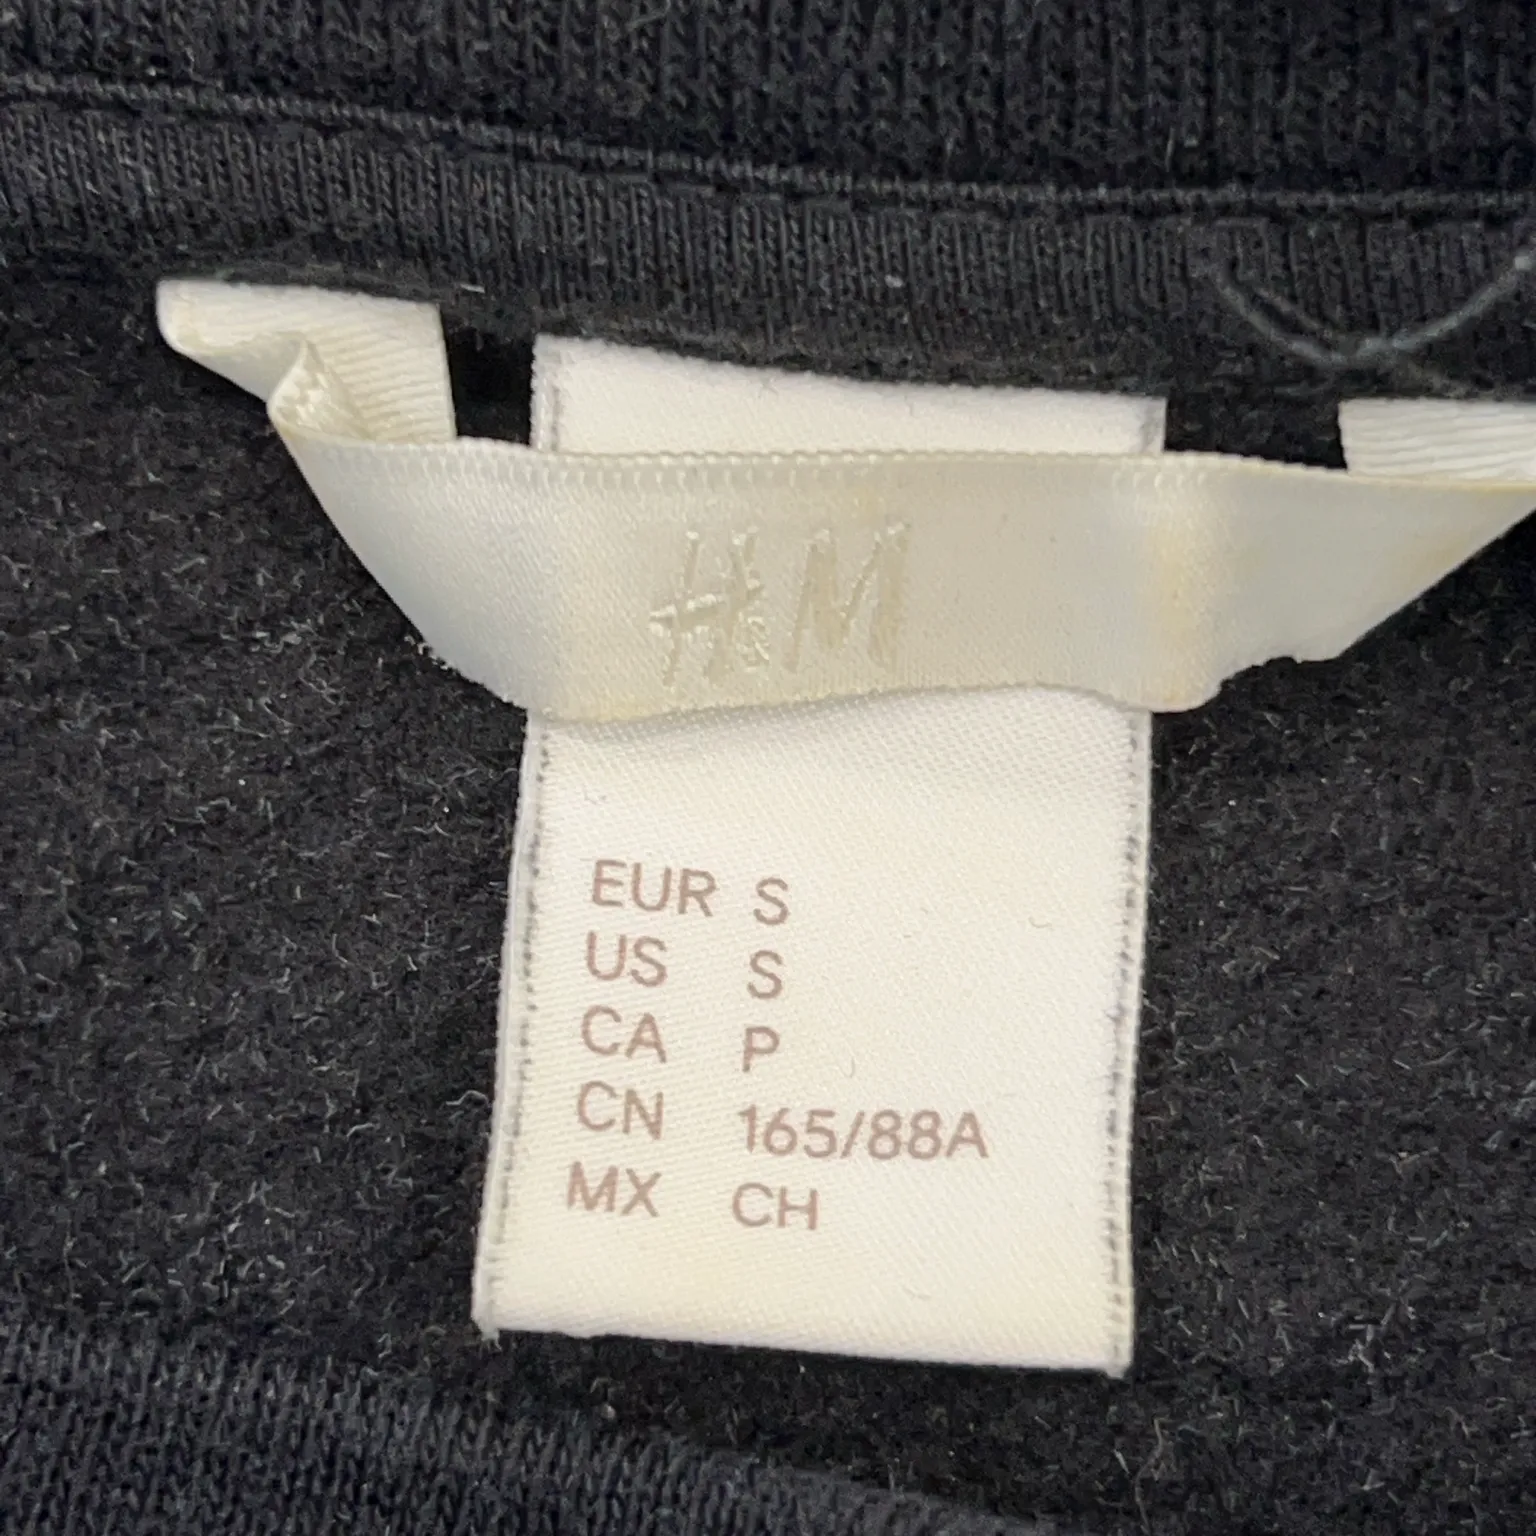 H&M
EUR S
US S
CA P
CN 165/88A
MX CH